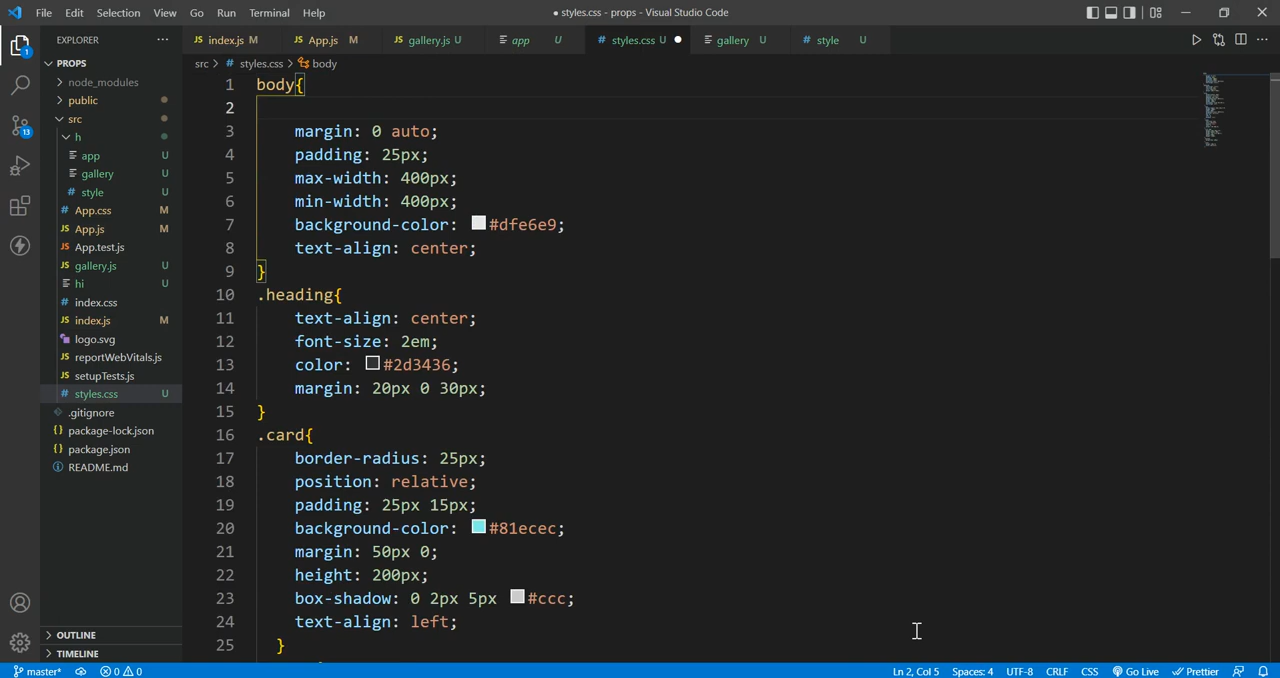 File Edit Selection View Go Run Terminal Help
● styles.css - props - Visual Studio Code
EXPLORER ···
index.js M
App.js M
gallery.js U
app U
styles.css U ●
gallery U
style U
PROPS
src > # styles.css > body
node_modules
public
src
h
app U
gallery U
style U
# App.css M
JS App.js M
JS App.test.js
JS gallery.js U
hi U
# index.css
JS index.js M
logo.svg
JS reportWebVitals.js
JS setupTests.js
# styles.css U
.gitignore
{} package-lock.json
{} package.json
README.md
OUTLINE
TIMELINE
1
13
1 body{
2
3 margin: 0 auto;
4 padding: 25px;
5 max-width: 400px;
6 min-width: 400px;
7 background-color: #dfe6e9;
8 text-align: center;
9 }
10 .heading{
11 text-align: center;
12 font-size: 2em;
13 color: #2d3436;
14 margin: 20px 0 30px;
15 }
16 .card{
17 border-radius: 25px;
18 position: relative;
19 padding: 25px 15px;
20 background-color: #81ecec;
21 margin: 50px 0;
22 height: 200px;
23 box-shadow: 0 2px 5px #ccc;
24 text-align: left;
25 }
master* 0 0 Ln 2, Col 5 Spaces: 4 UTF-8 CRLF CSS Go Live Prettier